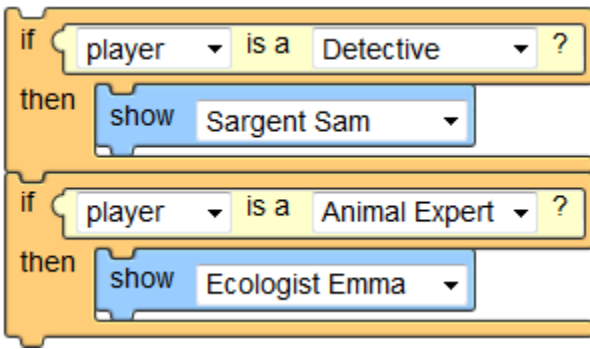 if player is a Detective ?
then show Sargent Sam
if player is a Animal Expert ?
then show Ecologist Emma